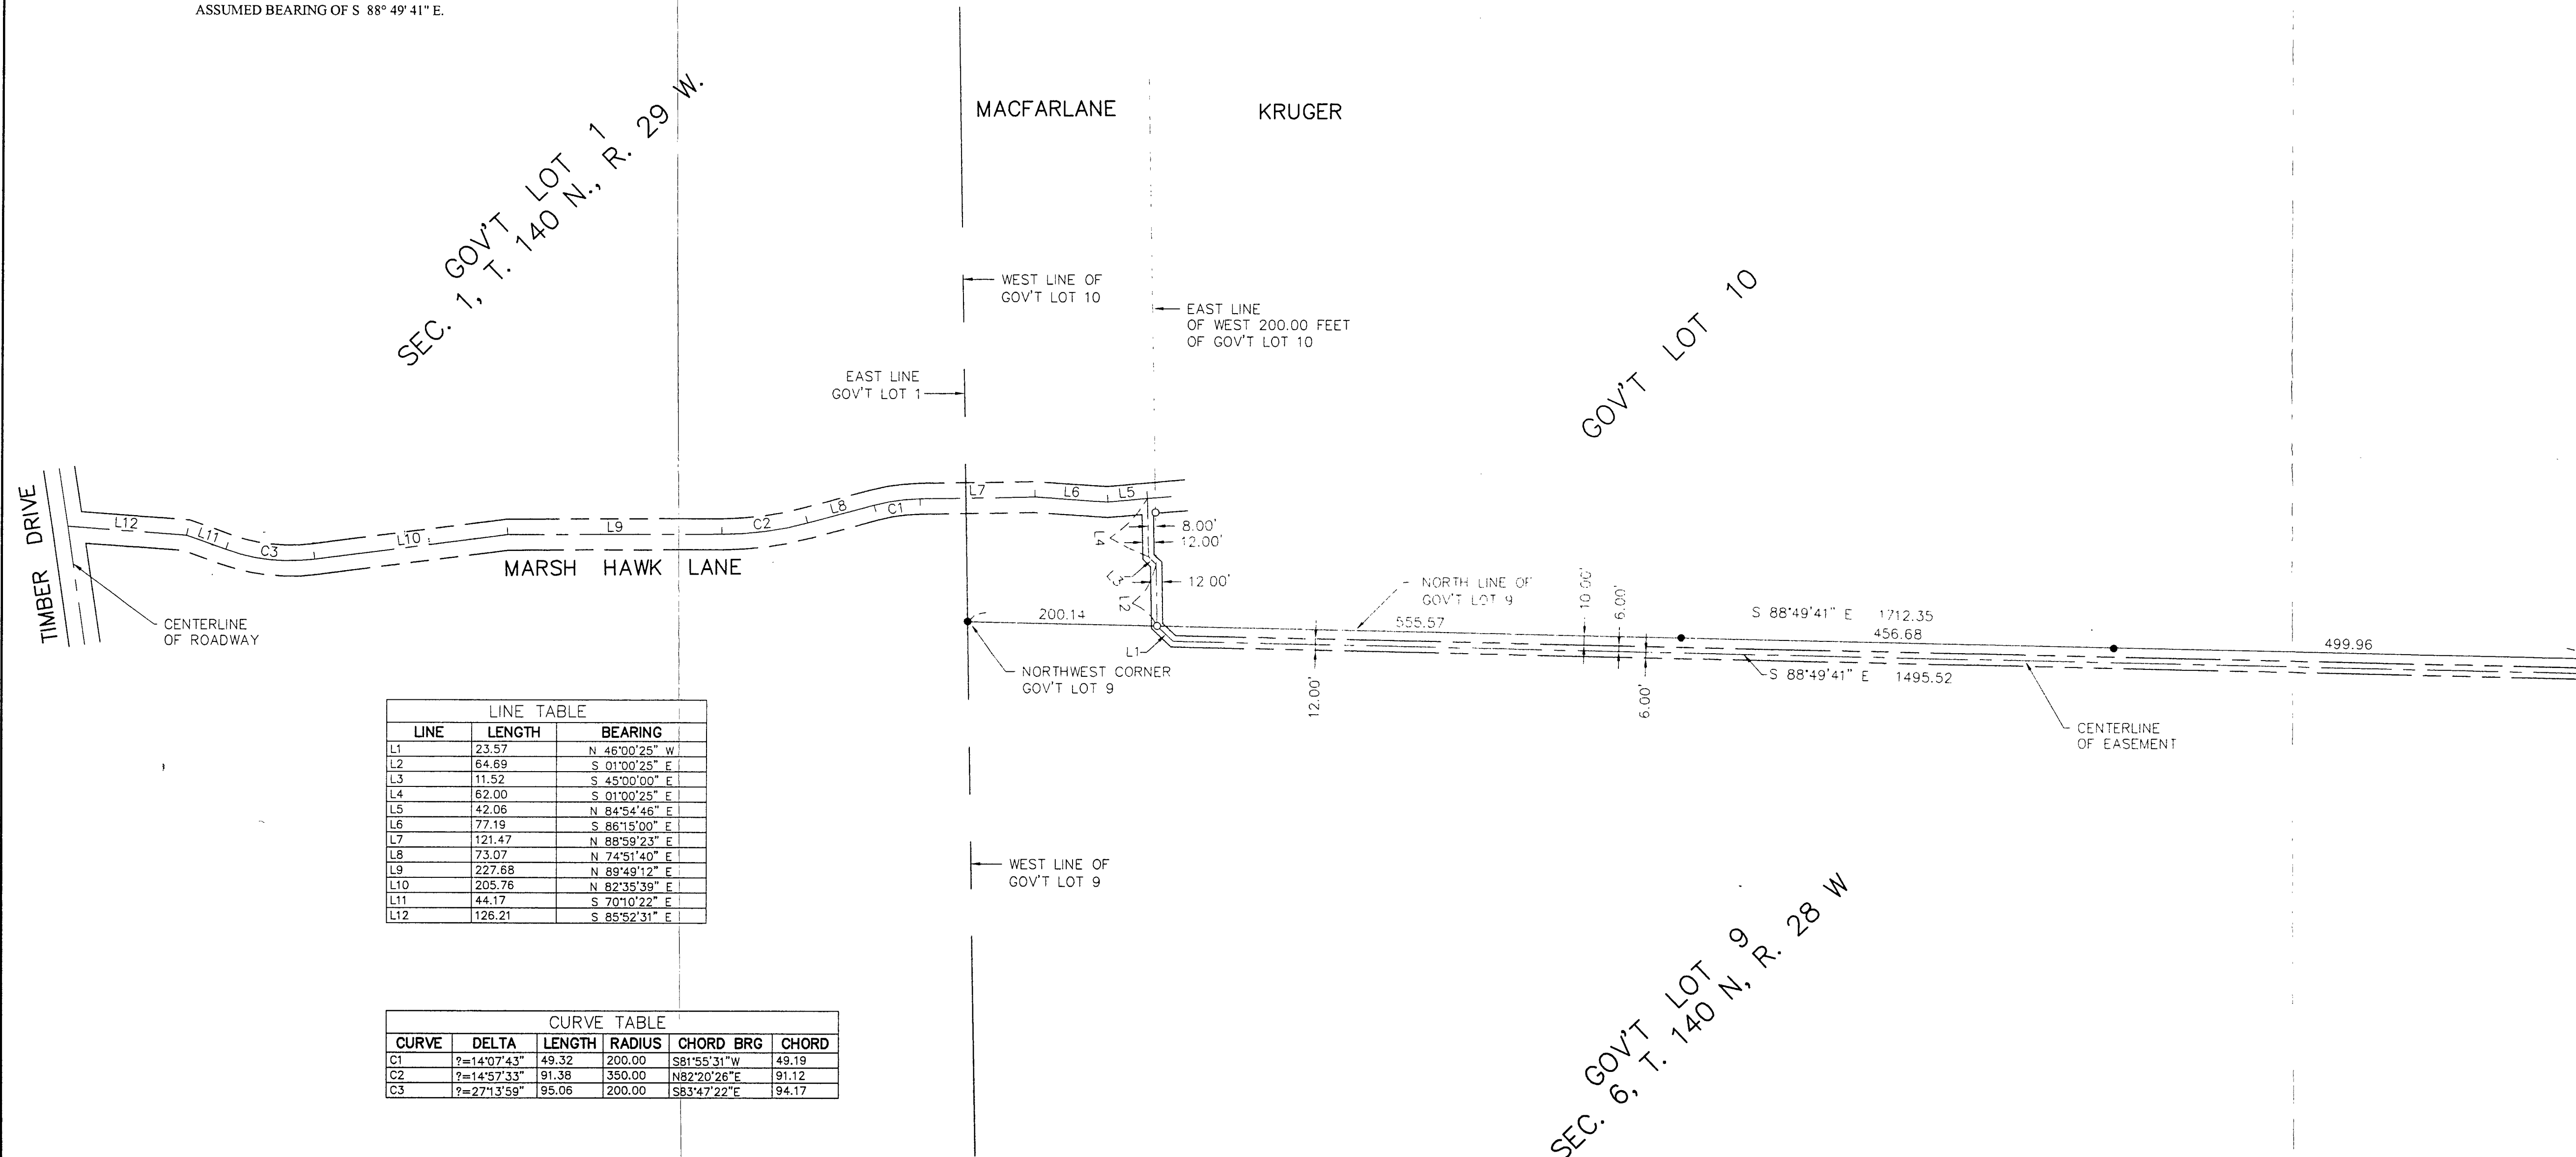 ASSUMED BEARING OF S 88° 49' 41" E.
GOV'T LOT 1
SEC. 1, T. 140 N., R. 29 W.
MACFARLANE
KRUGER
WEST LINE OF
GOV'T LOT 10
EAST LINE
OF WEST 200.00 FEET
OF GOV'T LOT 10
EAST LINE
GOV'T LOT 1
GOV'T LOT 10
TIMBER DRIVE
L12
L11
C3
L10
L9
C2
L8
C1
L7
L6
L5
MARSH HAWK LANE
CENTERLINE
OF ROADWAY
8.00'
12.00'
L4
L3
12.00'
L2
L1
200.14
NORTH LINE OF
GOV'T LOT 9
555.57
10.00'
6.00'
S 88°49'41" E 1712.35
456.68
499.96
12.00'
6.00'
S 88°49'41" E 1495.52
NORTHWEST CORNER
GOV'T LOT 9
CENTERLINE
OF EASEMENT
WEST LINE OF
GOV'T LOT 9
GOV'T LOT 9
SEC. 6, T. 140 N, R. 28 W
LINE TABLE
LINE LENGTH BEARING
L1 23.57 N 46°00'25" W
L2 64.69 S 01°00'25" E
L3 11.52 S 45°00'00" E
L4 62.00 S 01°00'25" E
L5 42.06 N 84°54'46" E
L6 77.19 S 86°15'00" E
L7 121.47 N 88°59'23" E
L8 73.07 N 74°51'40" E
L9 227.68 N 89°49'12" E
L10 205.76 N 82°35'39" E
L11 44.17 S 70°10'22" E
L12 126.21 S 85°52'31" E
CURVE TABLE
CURVE DELTA LENGTH RADIUS CHORD BRG CHORD
C1 ?=14°07'43" 49.32 200.00 S81°55'31"W 49.19
C2 ?=14°57'33" 91.38 350.00 N82°20'26"E 91.12
C3 ?=27°13'59" 95.06 200.00 S83°47'22"E 94.17